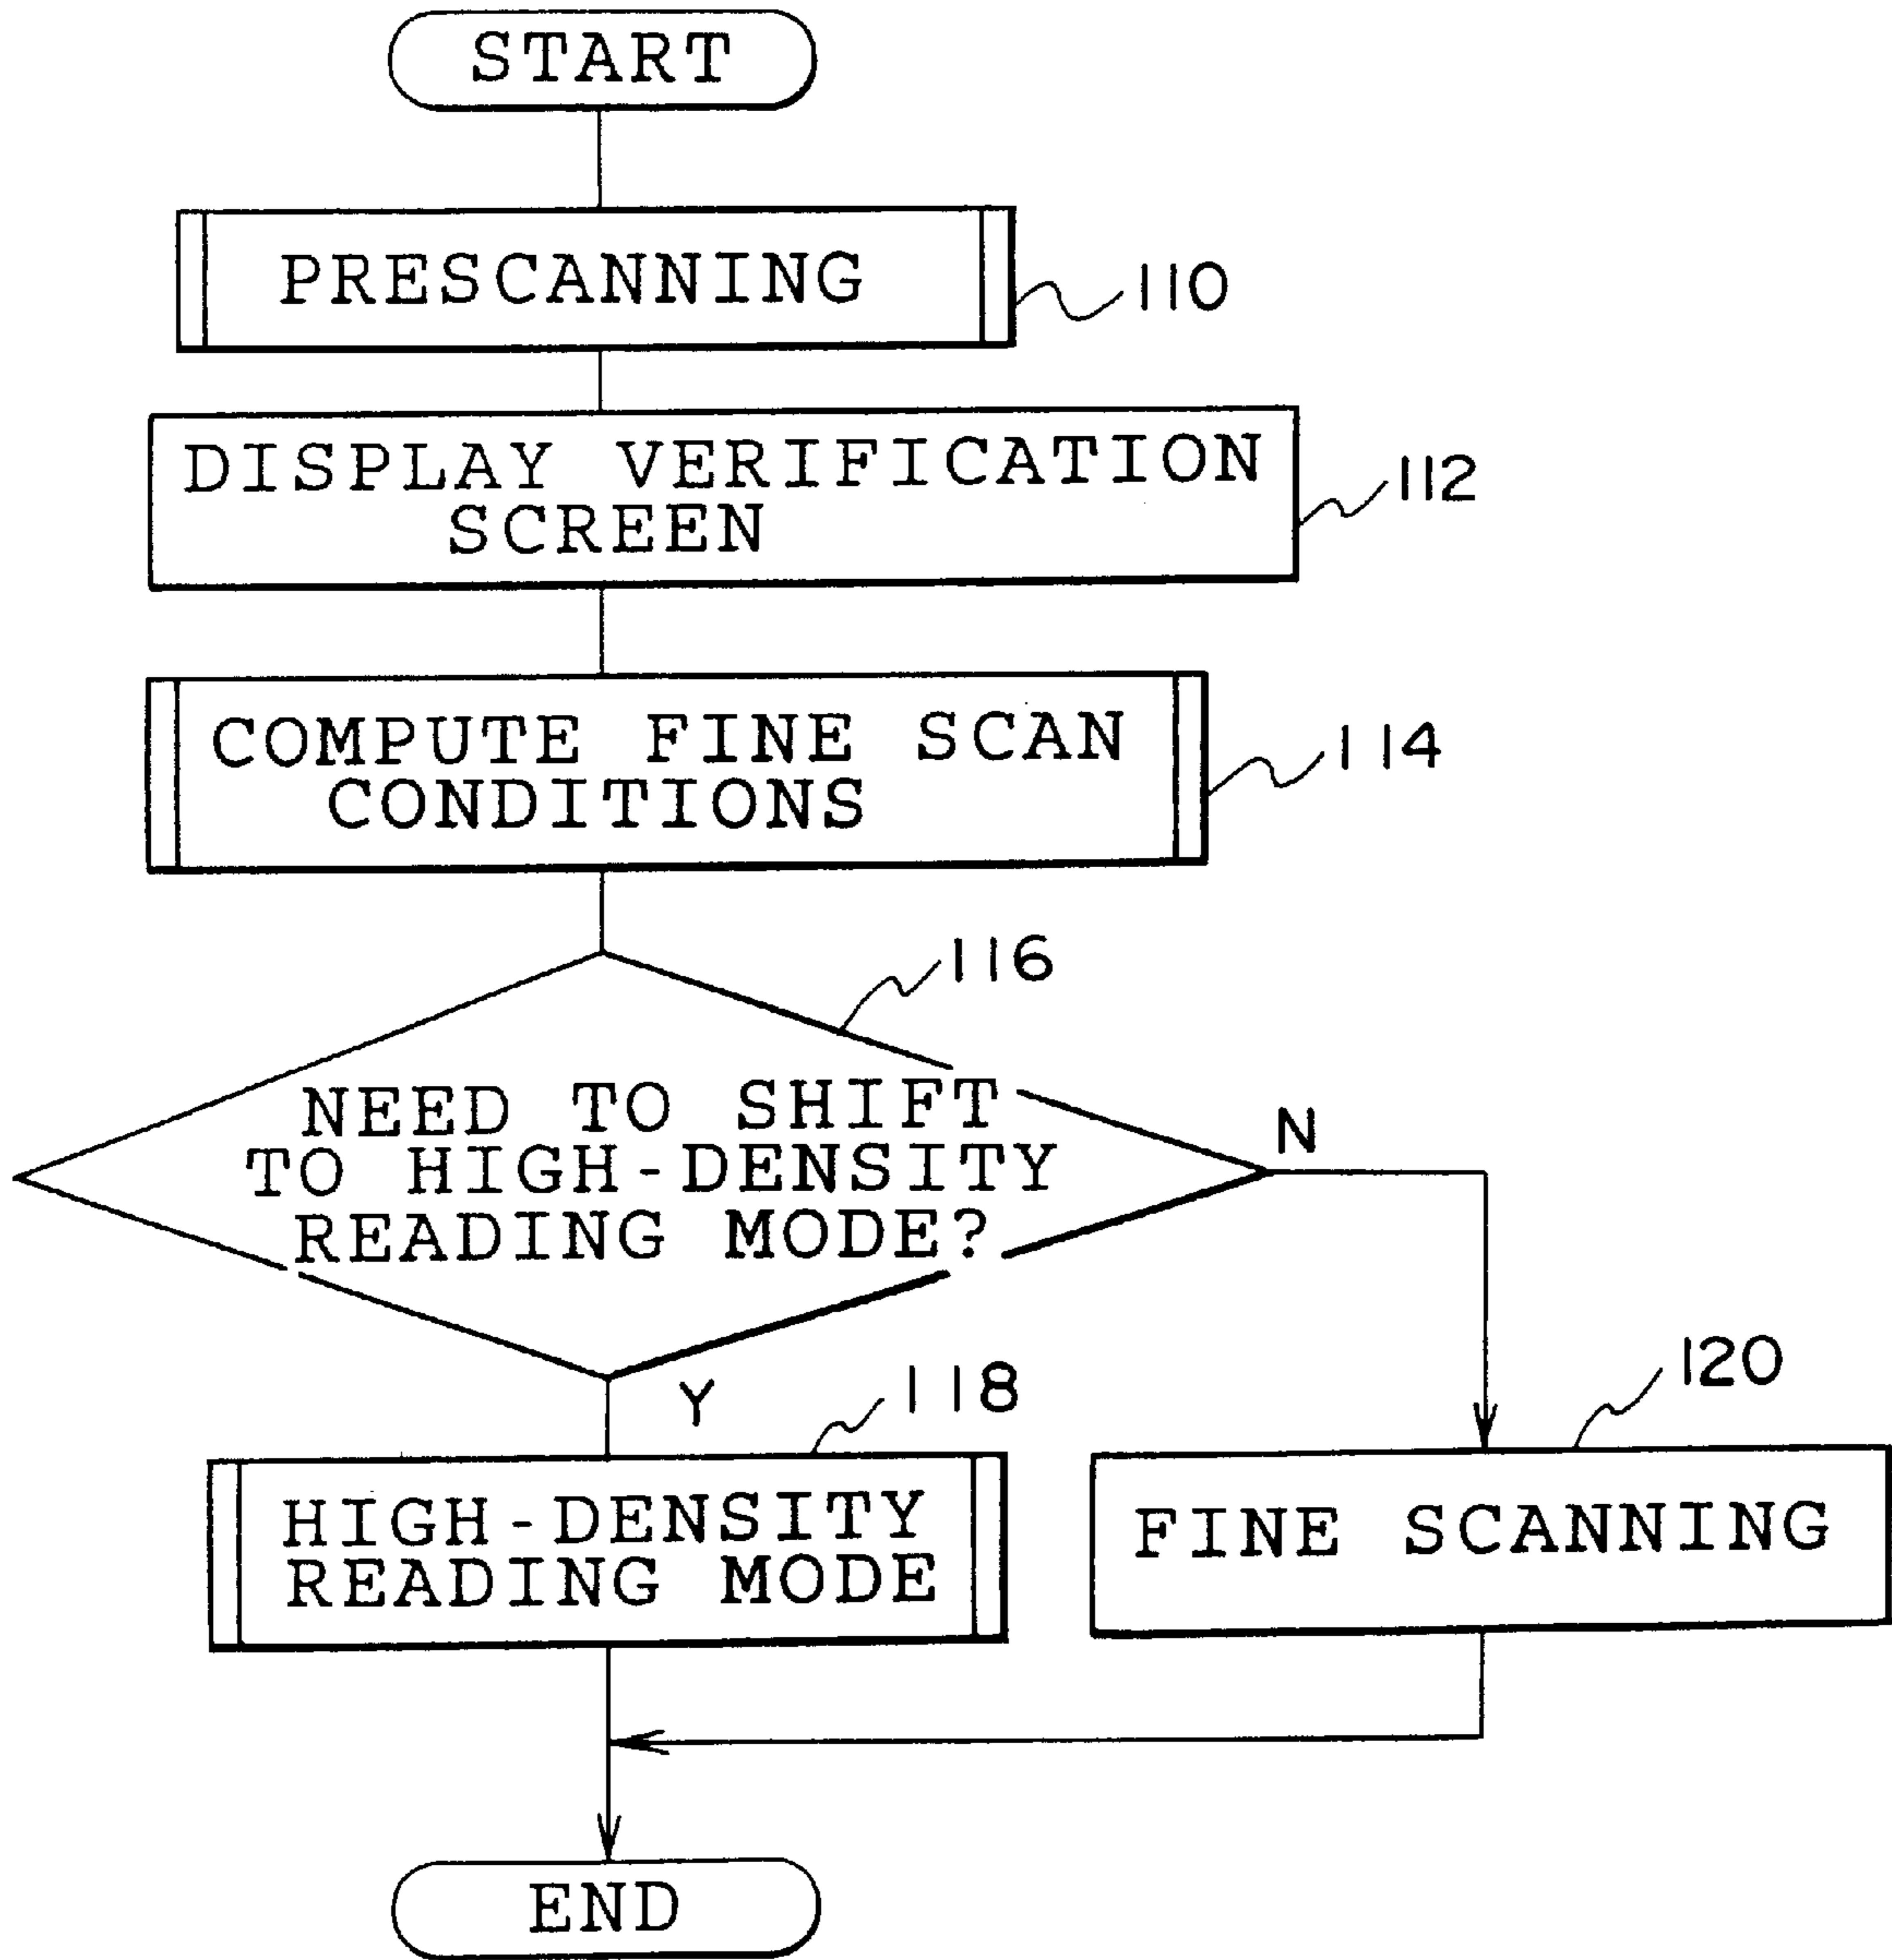 START
PRESCANNING
110
DISPLAY VERIFICATION
SCREEN
112
COMPUTE FINE SCAN
CONDITIONS
114
116
NEED TO SHIFT
TO HIGH-DENSITY
READING MODE?
N
Y
118
120
HIGH-DENSITY
READING MODE
FINE SCANNING
END